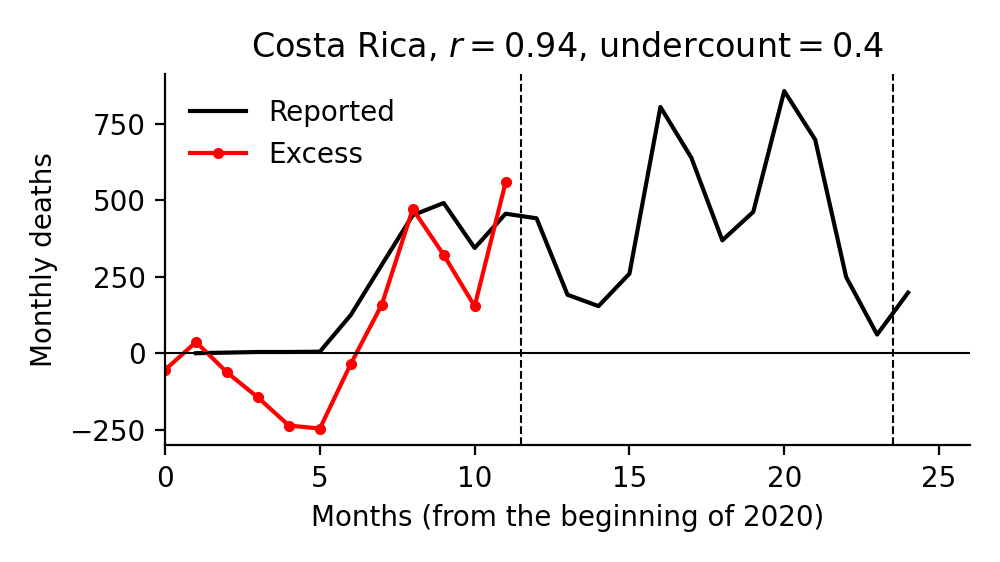 Costa Rica, r = 0.94, undercount = 0.4
Reported
Excess
Monthly deaths
750
500
250
0
−250
0 5 10 15 20 25
Months (from the beginning of 2020)